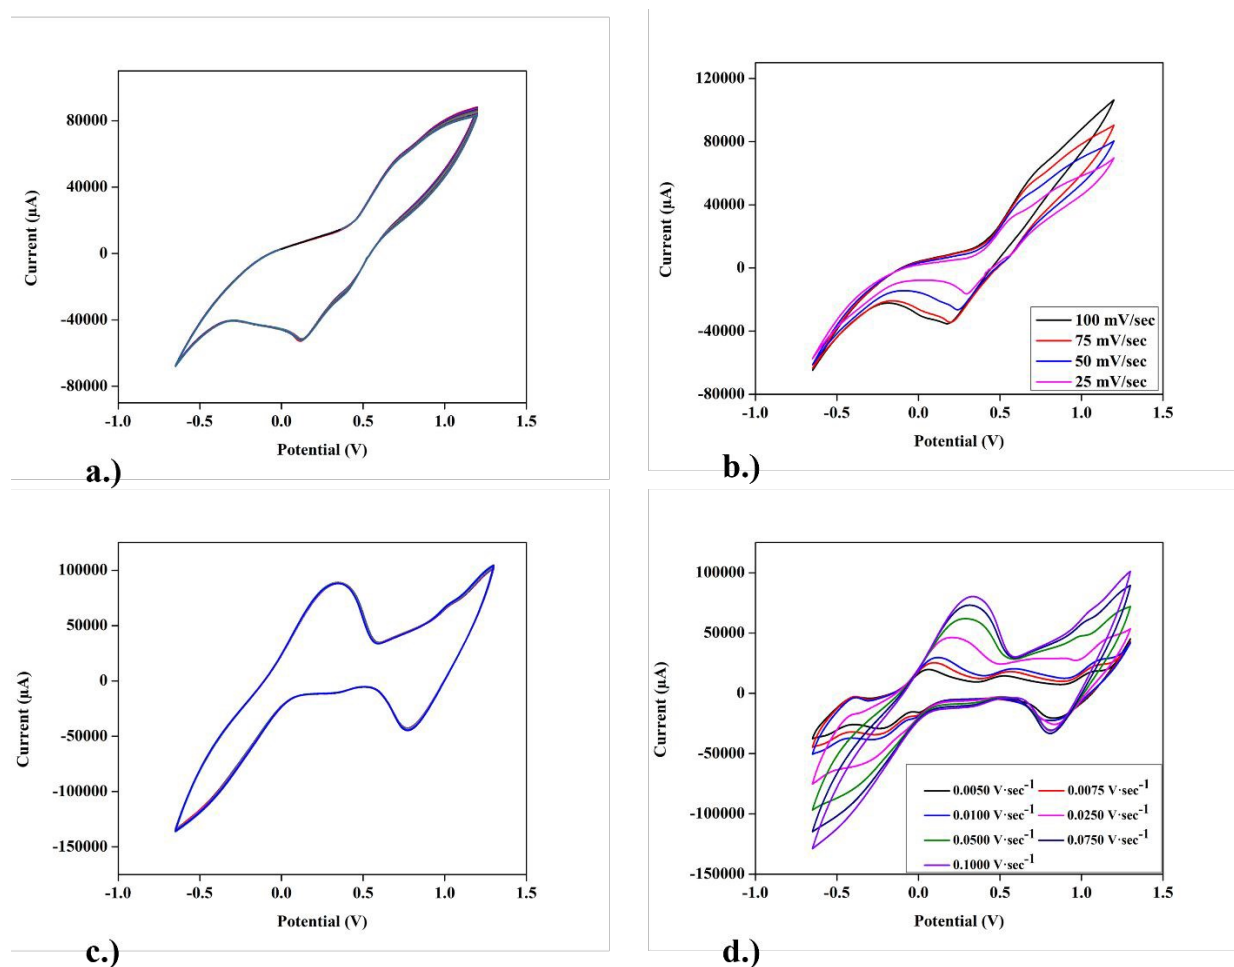 80000
40000
0
-40000
-80000
Current (µA)
-1.0 -0.5 0.0 0.5 1.0 1.5
Potential (V)
a.)
120000
80000
40000
0
-40000
-80000
Current (µA)
100 mV/sec
75 mV/sec
50 mV/sec
25 mV/sec
-1.0 -0.5 0.0 0.5 1.0 1.5
Potential (V)
b.)
100000
50000
0
-50000
-100000
-150000
Current (µA)
-1.0 -0.5 0.0 0.5 1.0 1.5
Potential (V)
c.)
100000
50000
0
-50000
-100000
-150000
Current (µA)
0.0050 V·sec⁻¹ 0.0075 V·sec⁻¹
0.0100 V·sec⁻¹ 0.0250 V·sec⁻¹
0.0500 V·sec⁻¹ 0.0750 V·sec⁻¹
0.1000 V·sec⁻¹
-1.0 -0.5 0.0 0.5 1.0 1.5
Potential (V)
d.)